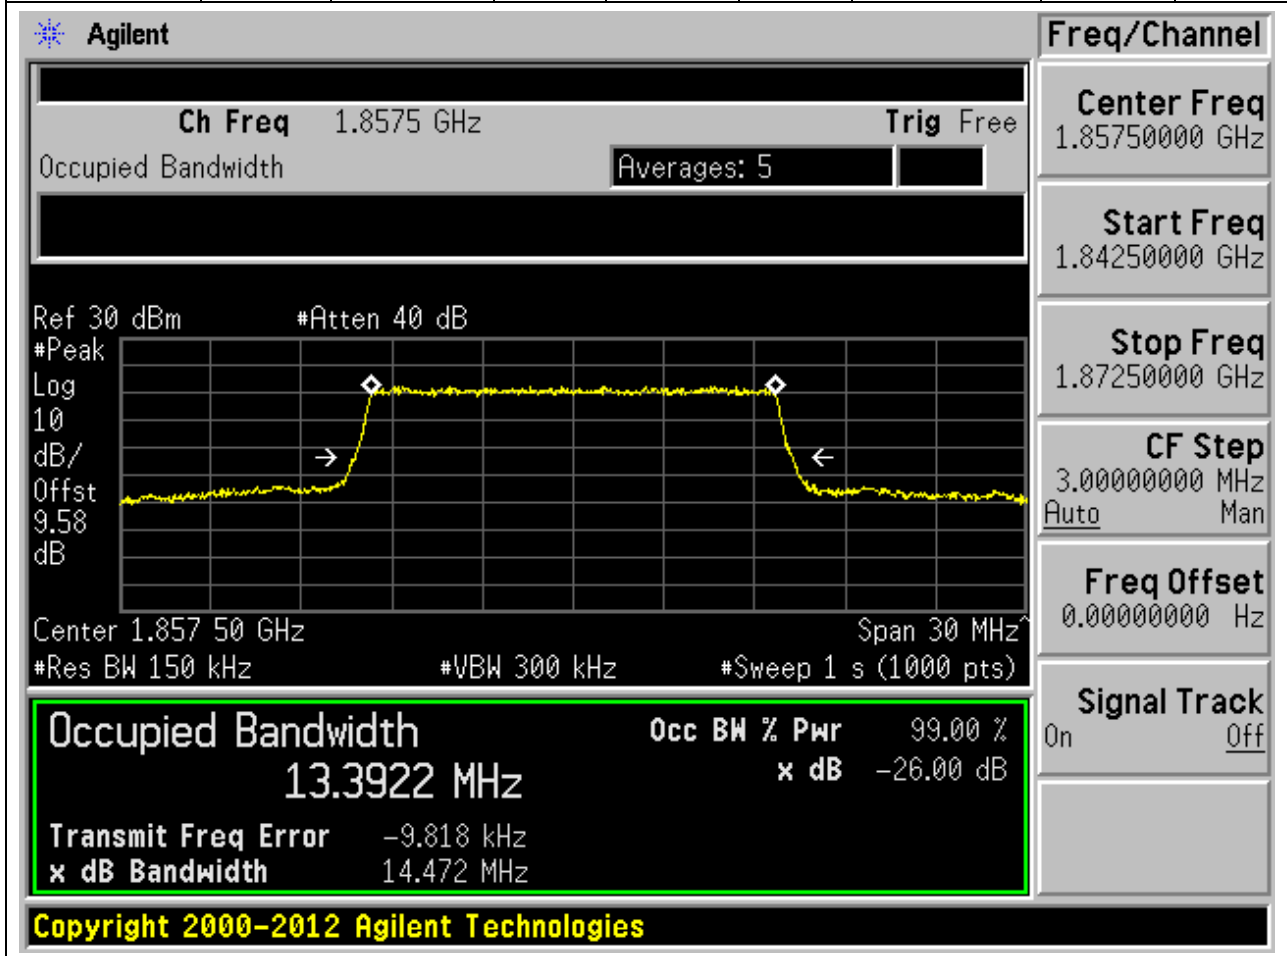 Agilent
Freq/Channel
Ch Freq 1.8575 GHz Trig Free
Occupied Bandwidth Averages: 5
Center Freq
1.85750000 GHz
Start Freq
1.84250000 GHz
Stop Freq
1.87250000 GHz
CF Step
3.00000000 MHz
Auto Man
Freq Offset
0.00000000 Hz
Signal Track
On Off
Ref 30 dBm #Atten 40 dB
#Peak
Log
10
dB/
Offst
9.58
dB
Center 1.857 50 GHz Span 30 MHz^
#Res BW 150 kHz #VBW 300 kHz #Sweep 1 s (1000 pts)
Occupied Bandwidth
13.3922 MHz
Occ BW % Pwr 99.00 %
x dB -26.00 dB
Transmit Freq Error -9.818 kHz
x dB Bandwidth 14.472 MHz
Copyright 2000-2012 Agilent Technologies